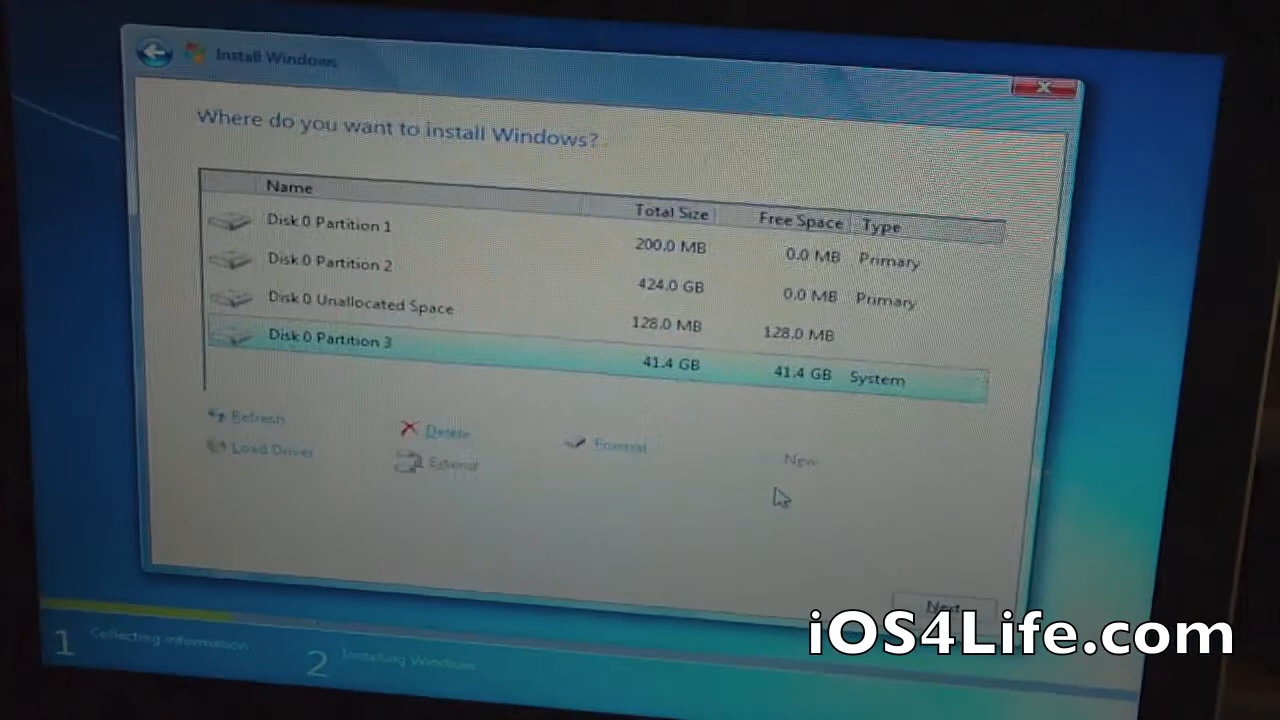 Install Windows
Where do you want to install Windows?
Name Total Size Free Space Type
Disk 0 Partition 1 200.0 MB 0.0 MB Primary
Disk 0 Partition 2 424.0 GB 0.0 MB Primary
Disk 0 Unallocated Space 128.0 MB 128.0 MB
Disk 0 Partition 3 41.4 GB 41.4 GB System
Refresh Delete Format New
Load Driver Extend
Next
iOS4Life.com
1 Collecting information 2 Installing Windows